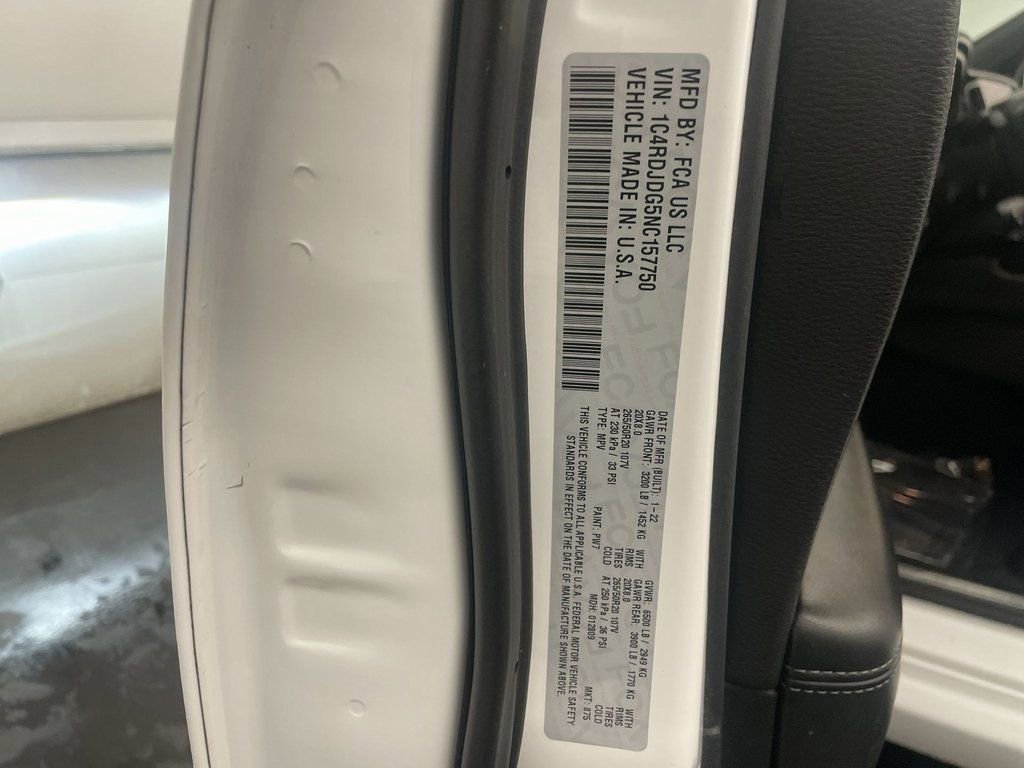 MFD BY: FCA US LLC
VIN: 1C4RDJDG5NC157750
VEHICLE MADE IN: U.S.A.
DATE OF MFR (BUILT): 1-22 GVWR: 6500 LB / 2949 KG
GAWR FRONT: 3200 LB / 1452 KG WITH GAWR REAR: 3900 LB / 1770 KG WITH
20X8.0 RIMS 20X8.0 RIMS
265/50R20 107V TIRES 265/50R20 107V TIRES
AT 230 kPa / 33 PSI COLD AT 250 kPa / 36 PSI COLD
TYPE: MPV PAINT: PW7 MDH: 012809 MKT: 875
THIS VEHICLE CONFORMS TO ALL APPLICABLE U.S.A. FEDERAL MOTOR VEHICLE SAFETY
STANDARDS IN EFFECT ON THE DATE OF MANUFACTURE SHOWN ABOVE.